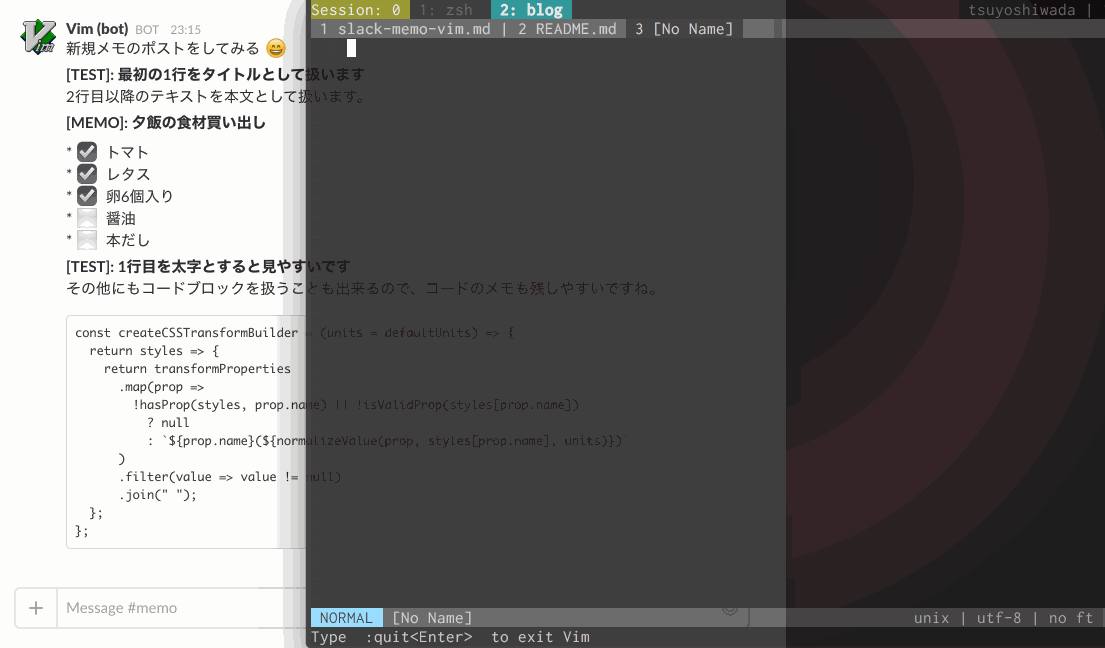 Vim (bot) BOT 23:15
新規メモのポストをしてみる
[TEST]: 最初の1行をタイトルとして扱います
2行目以降のテキストを本文として扱います。
[MEMO]: 夕飯の食材買い出し
* トマト
* レタス
* 卵6個入り
* 醤油
* 本だし
[TEST]: 1行目を太字とすると見やすいです
その他にもコードブロックを扱うことも出来るので、コードのメモも残しやすいですね。
const createCSSTransformBuilder = (units = defaultUnits) => {
  return styles => {
    return transformProperties
      .map(prop =>
        !hasProp(styles, prop.name) || !isValidProp(styles[prop.name])
          ? null
          : `${prop.name}(${normalizeValue(prop, styles[prop.name], units)})`
      )
      .filter(value => value != null)
      .join(" ");
  };
};
+ Message #memo
Session: 0 1: zsh 2: blog tsuyoshiwada |
1 slack-memo-vim.md | 2 README.md 3 [No Name]
NORMAL [No Name] unix | utf-8 | no ft
Type :quit<Enter> to exit Vim